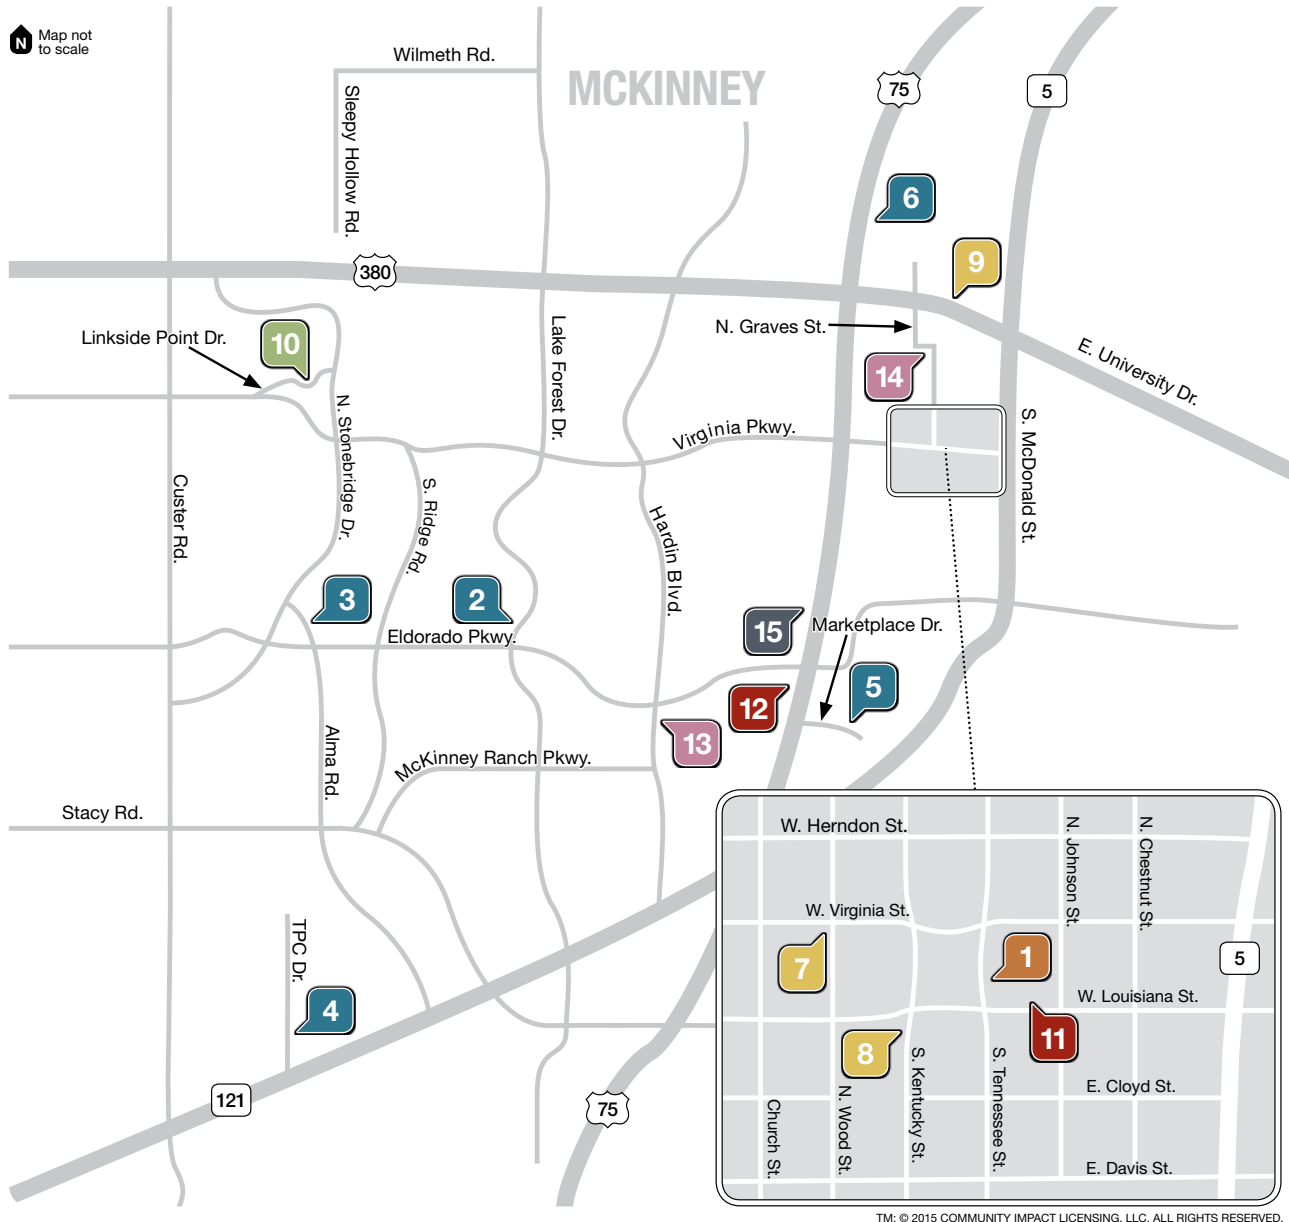 N
Map not
to scale
Wilmeth Rd.
MCKINNEY
75
5
Sleepy Hollow Rd.
6
9
380
Linkside Point Dr.
10
Lake Forest Dr.
N. Graves St.
14
E. University Dr.
N. Stonebridge Dr.
Virginia Pkwy.
S. McDonald St.
Custer Rd.
S. Ridge Rd.
Hardin Blvd.
3
2
15
Marketplace Dr.
Eldorado Pkwy.
5
12
13
Alma Rd.
McKinney Ranch Pkwy.
Stacy Rd.
W. Herndon St.
N. Johnson St.
N. Chestnut St.
W. Virginia St.
TPC Dr.
7
1
5
W. Louisiana St.
4
8
11
S. Kentucky St.
S. Tennessee St.
E. Cloyd St.
121
75
Church St.
N. Wood St.
E. Davis St.
TM: © 2015 COMMUNITY IMPACT LICENSING, LLC. ALL RIGHTS RESERVED.